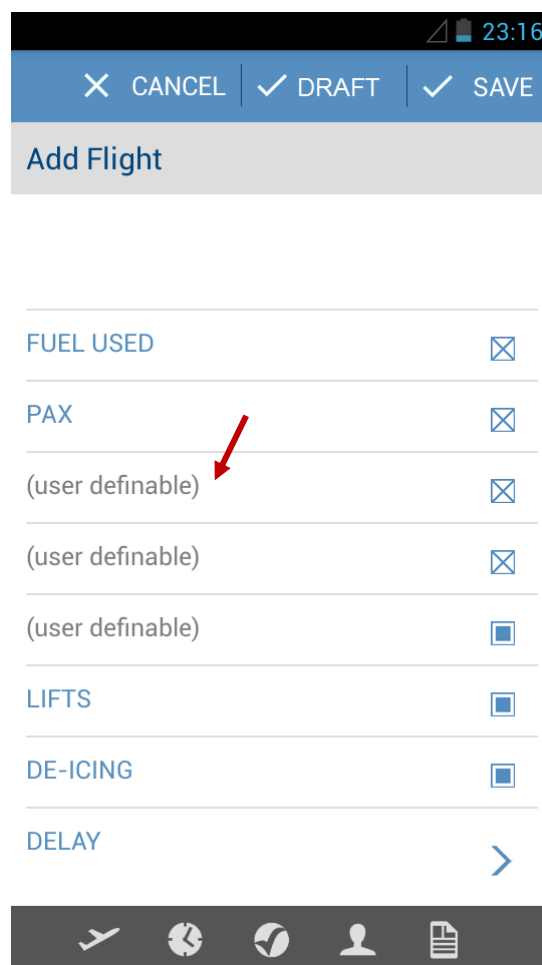 23:16
CANCEL DRAFT SAVE
Add Flight
FUEL USED
PAX
(user definable)
(user definable)
(user definable)
LIFTS
DE-ICING
DELAY